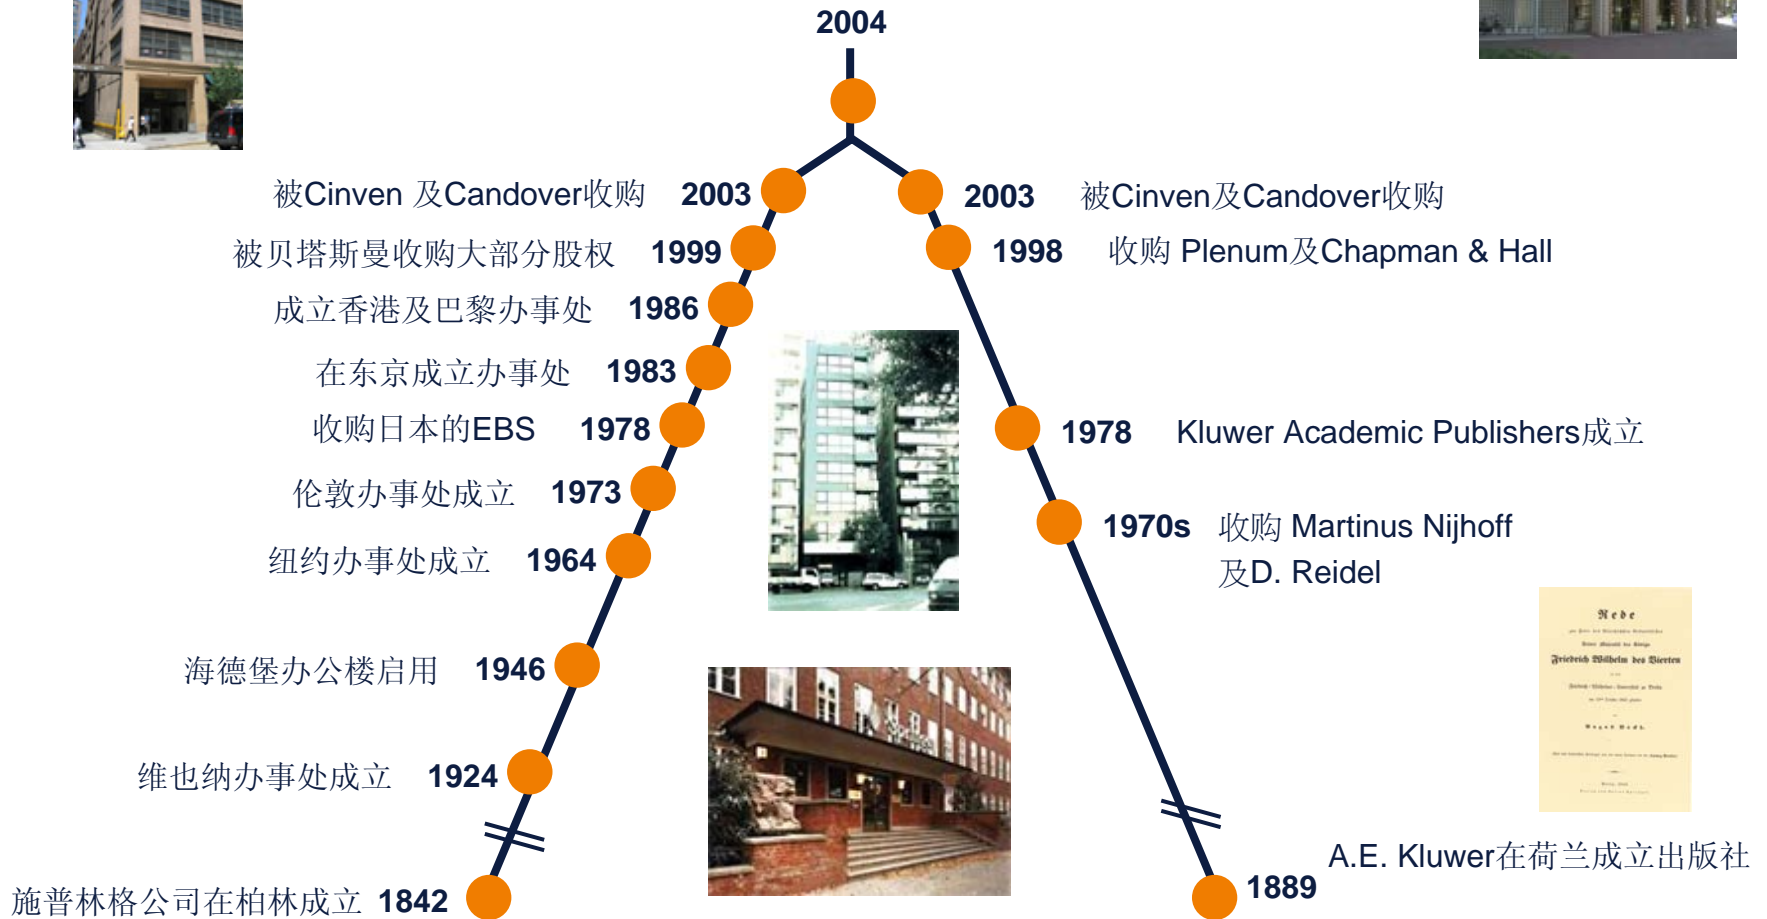 2004
被Cinven 及Candover收购 2003
2003 被Cinven及Candover收购
被贝塔斯曼收购大部分股权 1999
1998 收购 Plenum及Chapman & Hall
成立香港及巴黎办事处 1986
在东京成立办事处 1983
收购日本的EBS 1978
1978 Kluwer Academic Publishers成立
伦敦办事处成立 1973
1970s 收购 Martinus Nijhoff
及D. Reidel
纽约办事处成立 1964
Rede
Friedrich Wilhelm des Vierten
海德堡办公楼启用 1946
维也纳办事处成立 1924
A.E. Kluwer在荷兰成立出版社
1889
施普林格公司在柏林成立 1842